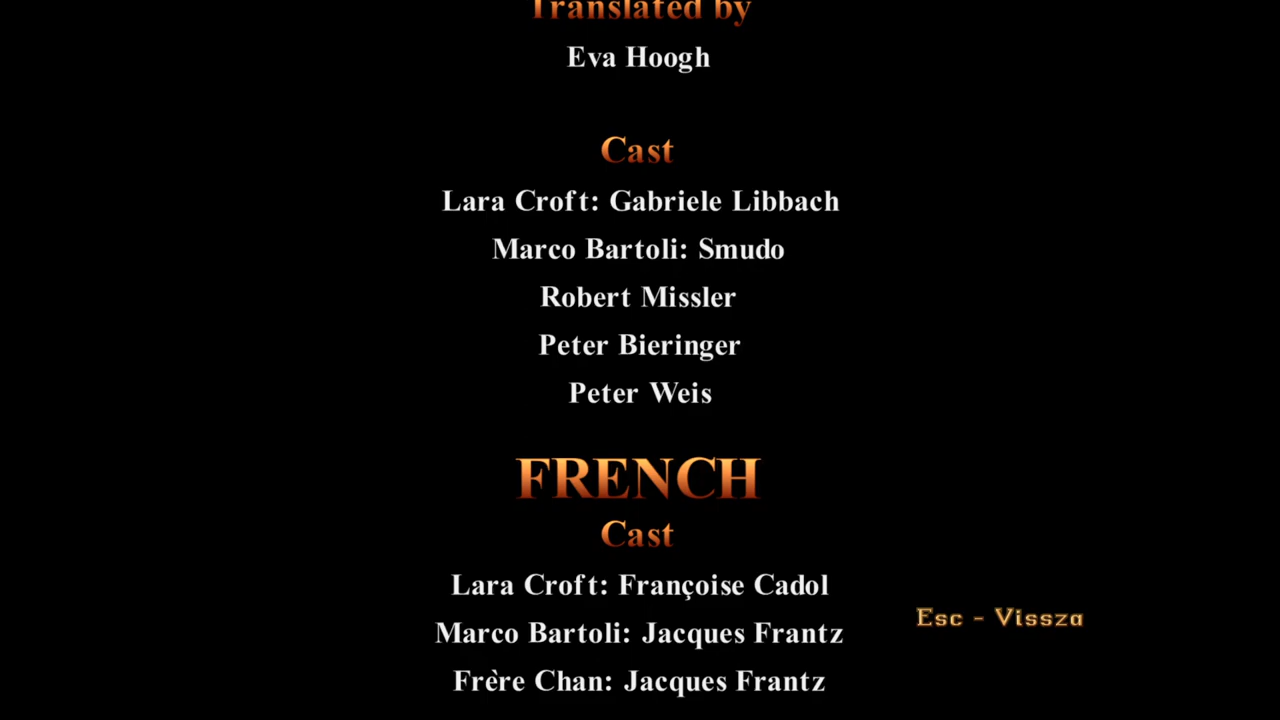 Translated by
Eva Hoogh
Cast
Lara Croft: Gabriele Libbach
Marco Bartoli: Smudo
Robert Missler
Peter Bieringer
Peter Weis
FRENCH
Cast
Lara Croft: Françoise Cadol
Esc - Vissza
Marco Bartoli: Jacques Frantz
Frère Chan: Jacques Frantz